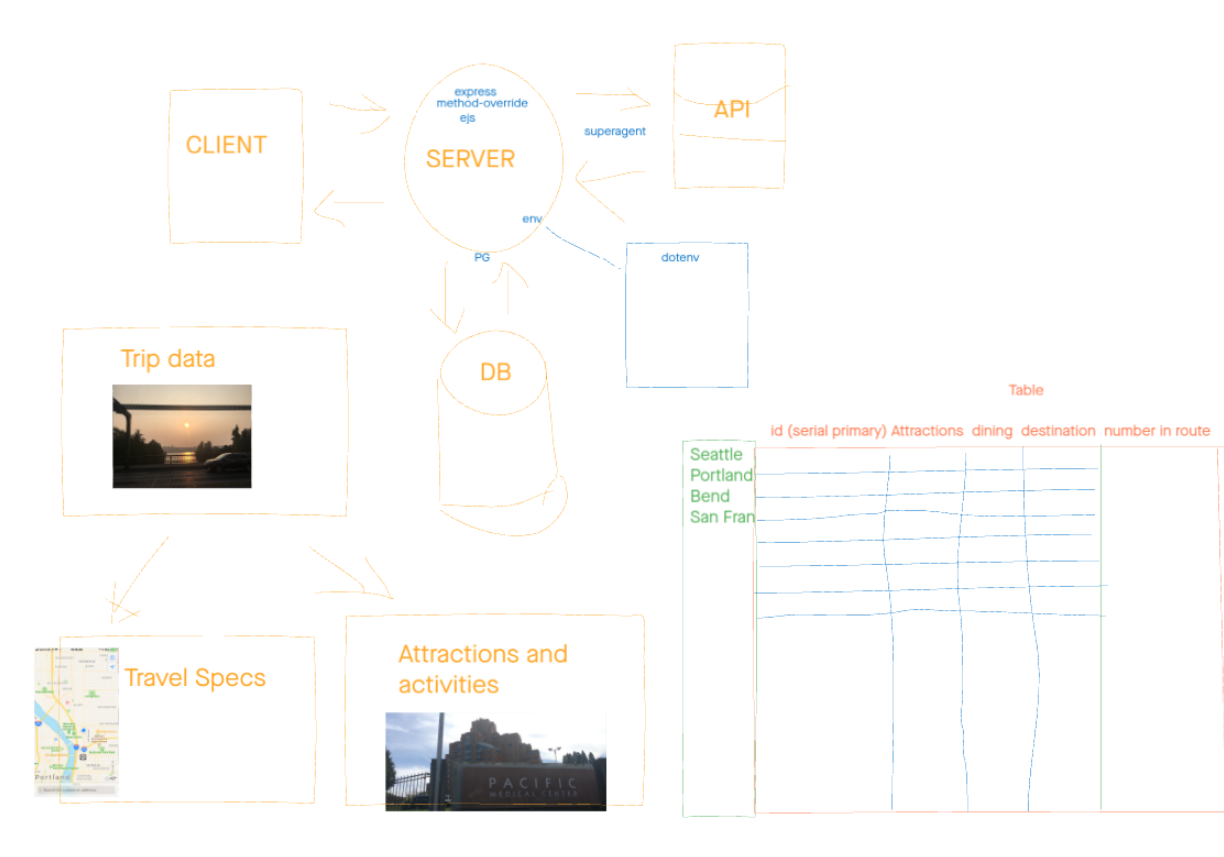 express
method-override
ejs
API
superagent
CLIENT
SERVER
env
PG
dotenv
Trip data
DB
Table
id (serial primary) Attractions dining destination number in route
Seattle
Portland
Bend
San Fran
Attractions and
activities
Travel Specs
Portland
PACIFIC
MEDICAL CENTER